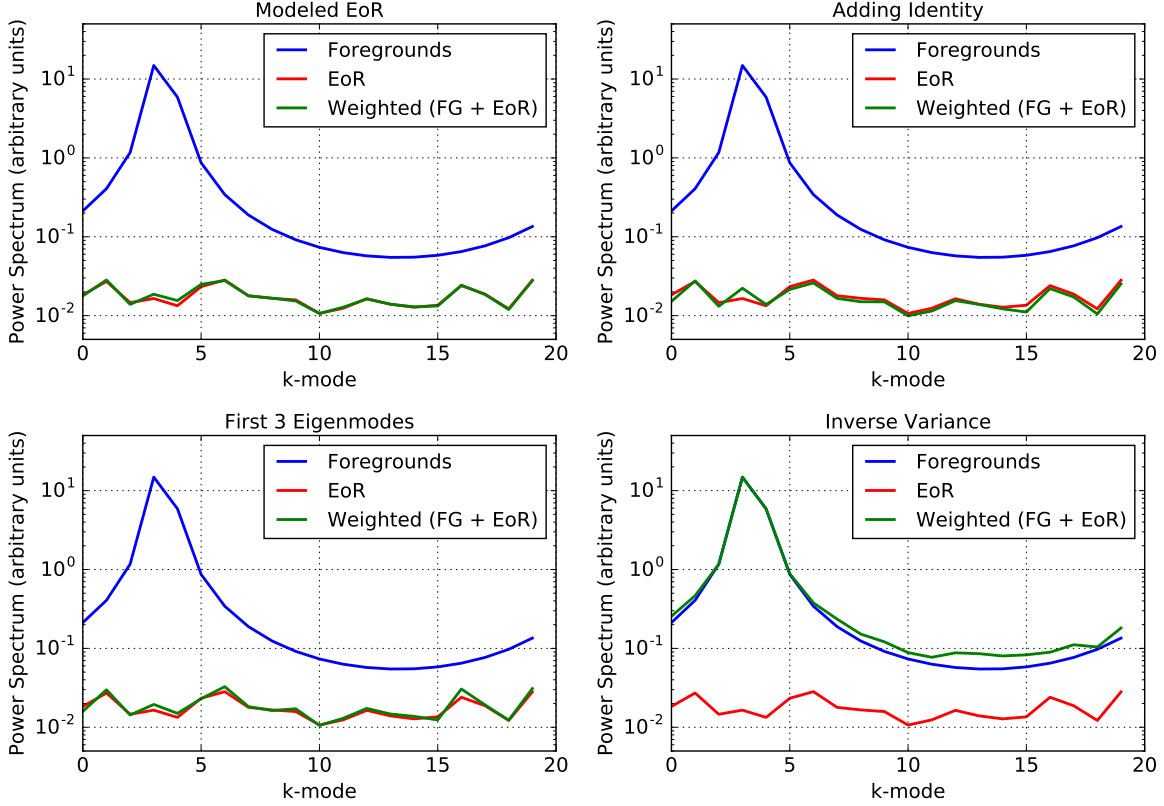 Modeled EoR
Power Spectrum (arbitrary units)
10^1
10^0
10^-1
10^-2
Foregrounds
EoR
Weighted (FG + EoR)
0 5 10 15 20
k-mode
Adding Identity
Power Spectrum (arbitrary units)
10^1
10^0
10^-1
10^-2
Foregrounds
EoR
Weighted (FG + EoR)
0 5 10 15 20
k-mode
First 3 Eigenmodes
Power Spectrum (arbitrary units)
10^1
10^0
10^-1
10^-2
Foregrounds
EoR
Weighted (FG + EoR)
0 5 10 15 20
k-mode
Inverse Variance
Power Spectrum (arbitrary units)
10^1
10^0
10^-1
10^-2
Foregrounds
EoR
Weighted (FG + EoR)
0 5 10 15 20
k-mode